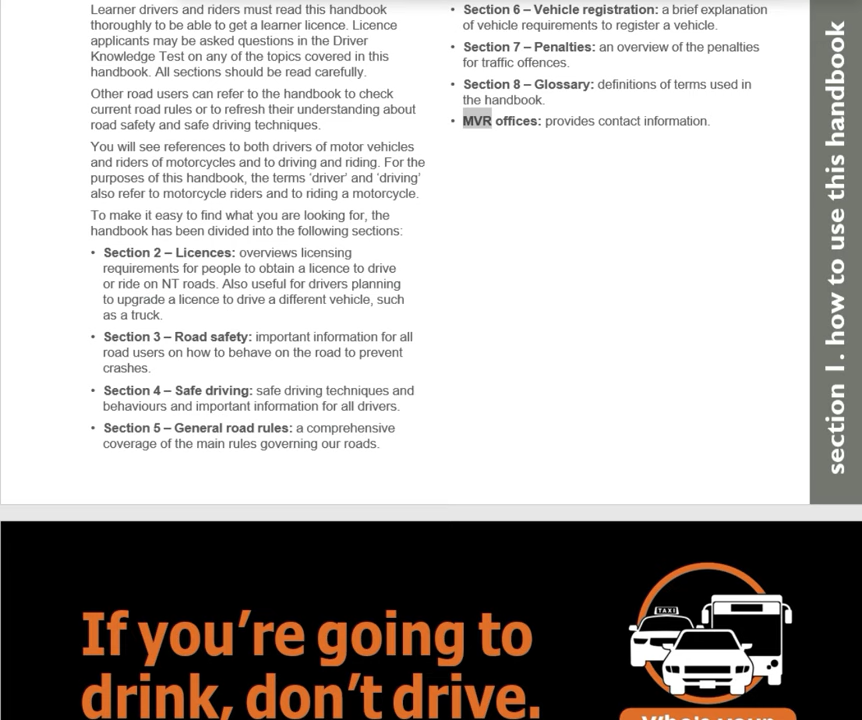 Learner drivers and riders must read this handbook
thoroughly to be able to get a learner licence. Licence
applicants may be asked questions in the Driver
Knowledge Test on any of the topics covered in this
handbook. All sections should be read carefully.
Other road users can refer to the handbook to check
current road rules or to refresh their understanding about
road safety and safe driving techniques.
You will see references to both drivers of motor vehicles
and riders of motorcycles and to driving and riding. For the
purposes of this handbook, the terms 'driver' and 'driving'
also refer to motorcycle riders and to riding a motorcycle.
To make it easy to find what you are looking for, the
handbook has been divided into the following sections:
• Section 2 – Licences: overviews licensing
requirements for people to obtain a licence to drive
or ride on NT roads. Also useful for drivers planning
to upgrade a licence to drive a different vehicle, such
as a truck.
• Section 3 – Road safety: important information for all
road users on how to behave on the road to prevent
crashes.
• Section 4 – Safe driving: safe driving techniques and
behaviours and important information for all drivers.
• Section 5 – General road rules: a comprehensive
coverage of the main rules governing our roads.
• Section 6 – Vehicle registration: a brief explanation
of vehicle requirements to register a vehicle.
• Section 7 – Penalties: an overview of the penalties
for traffic offences.
• Section 8 – Glossary: definitions of terms used in
the handbook.
• MVR offices: provides contact information.
section 1. how to use this handbook
If you're going to
drink, don't drive.
TAXI
Who's your